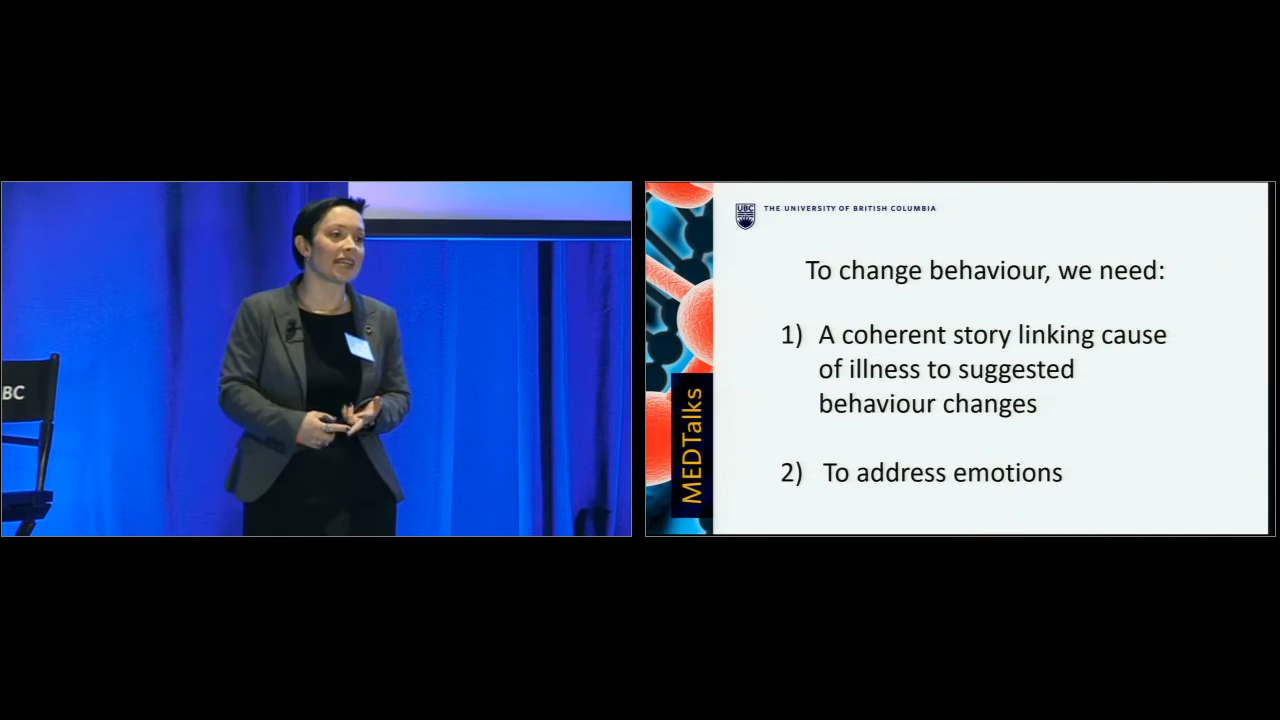 BC
UBC
THE UNIVERSITY OF BRITISH COLUMBIA
To change behaviour, we need:
1) A coherent story linking cause
of illness to suggested
behaviour changes
2) To address emotions
MEDTalks